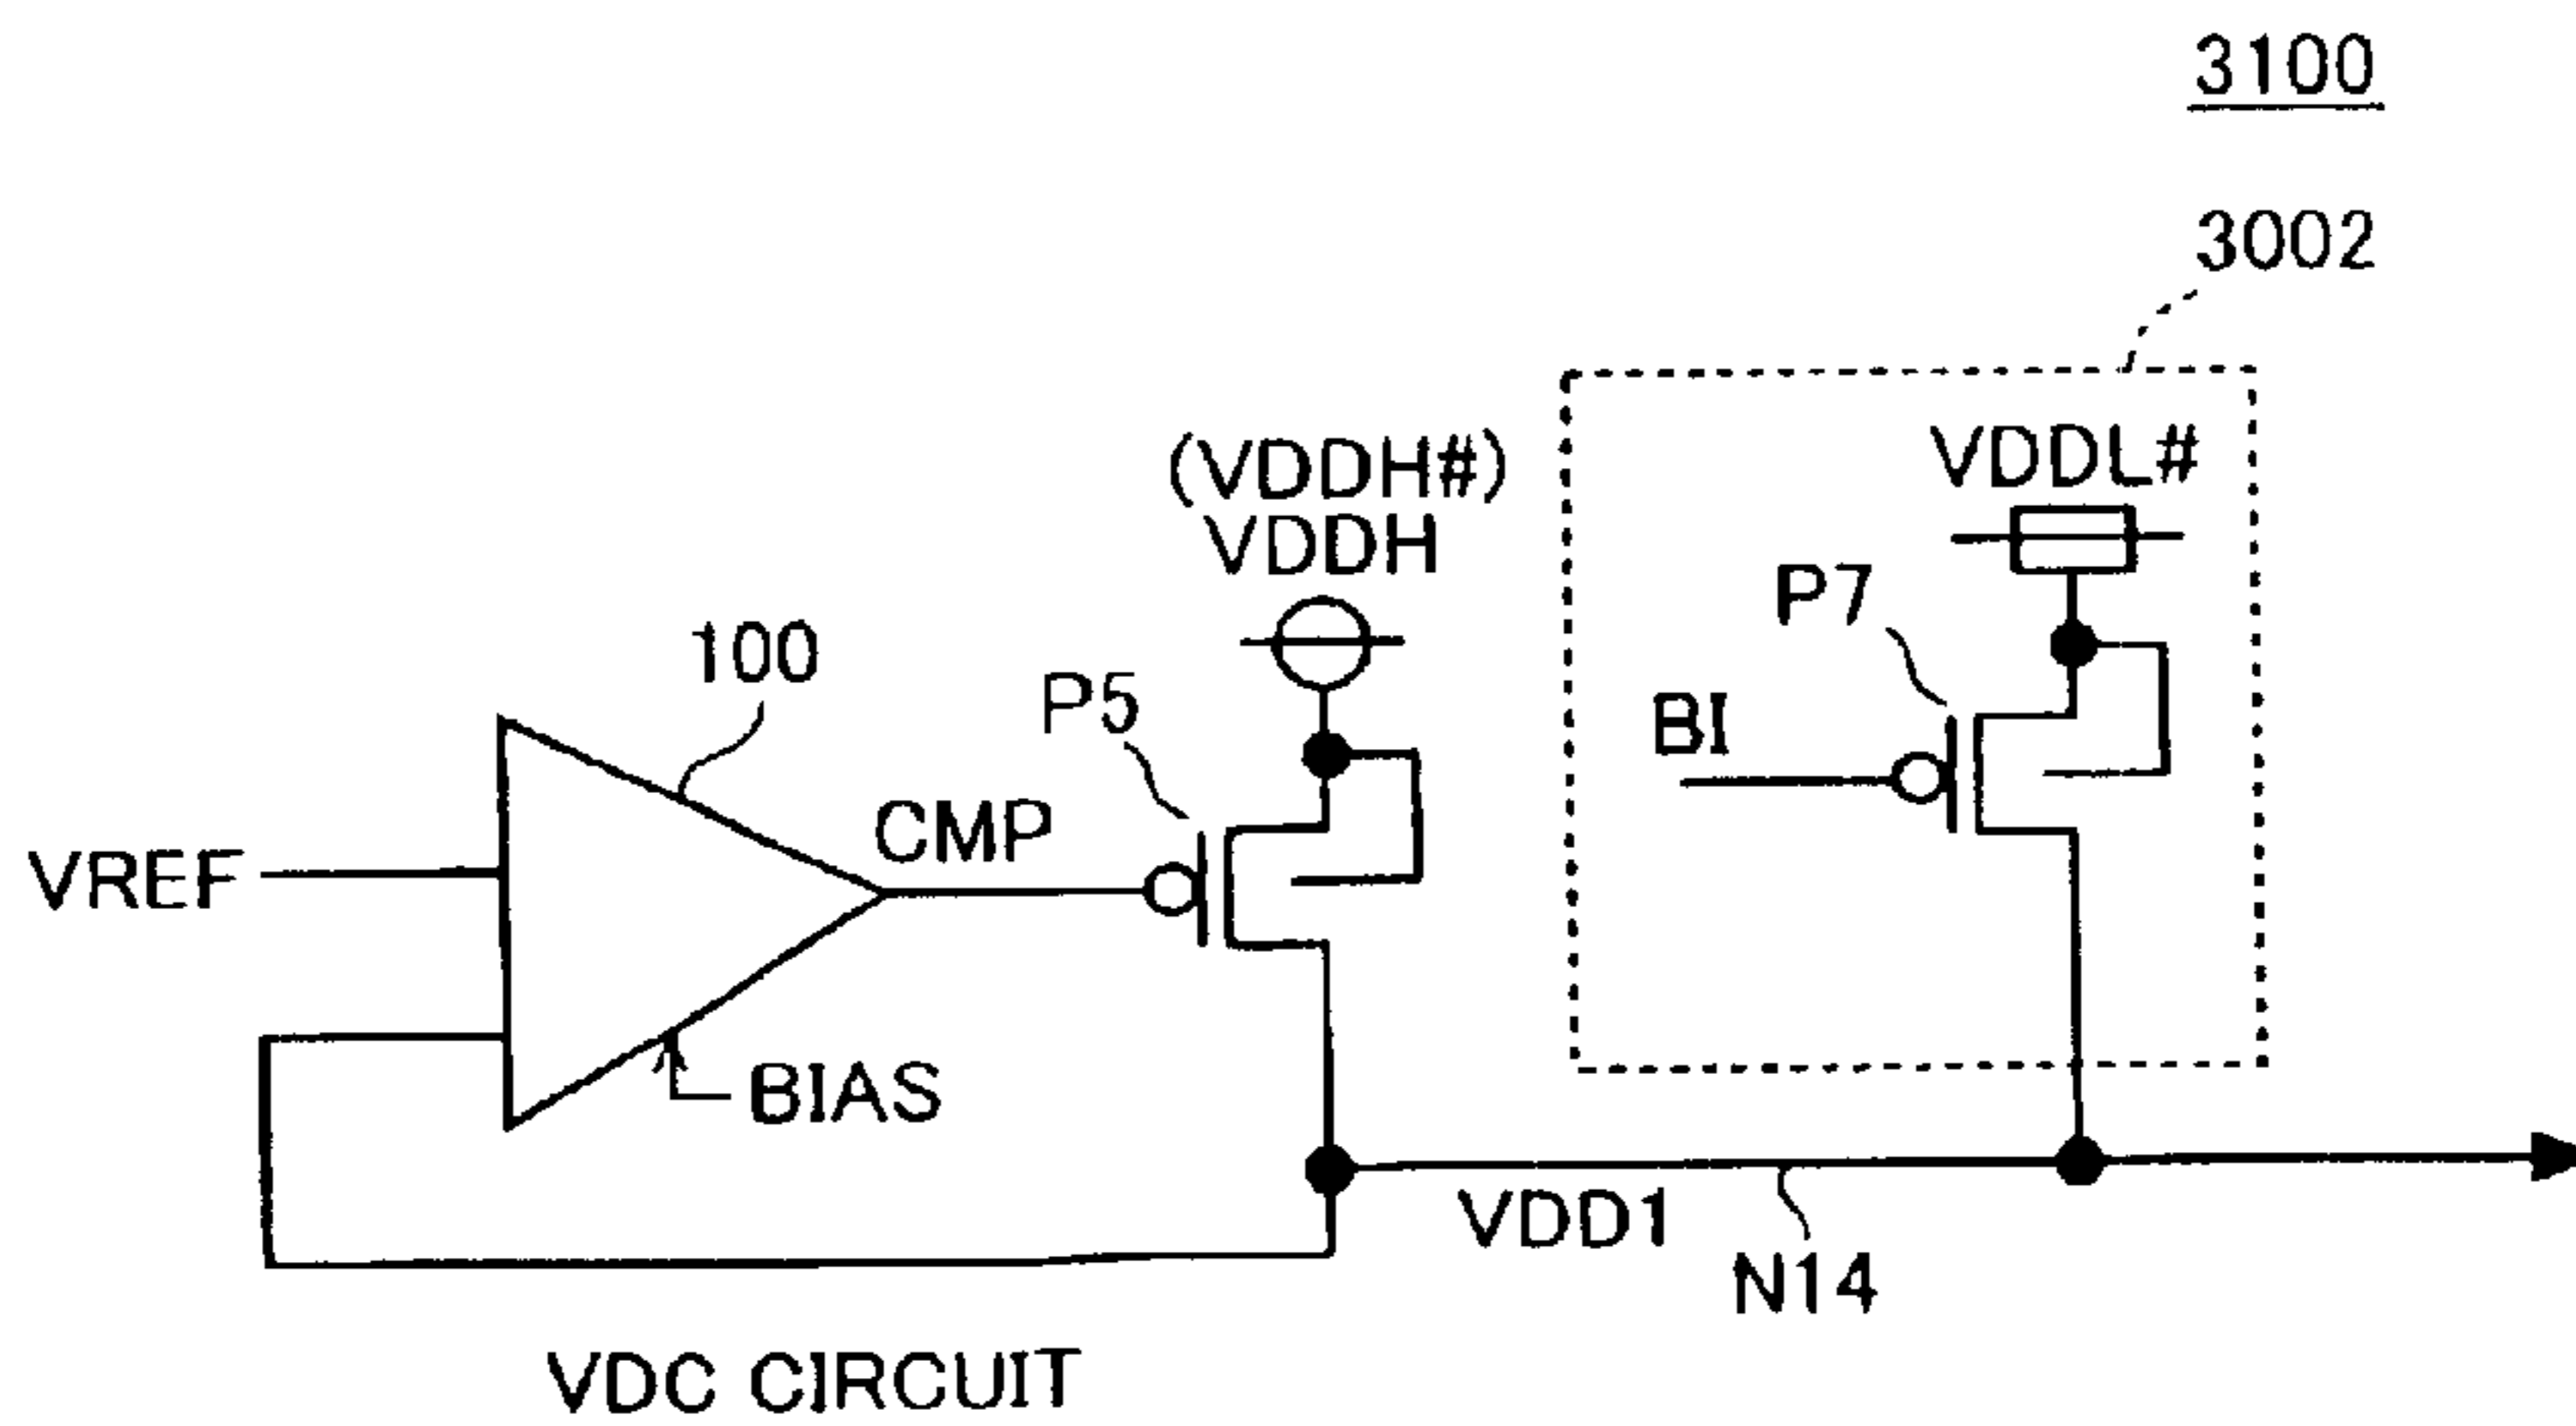 3100
3002
(VDDH#)
VDDH
VDDL#
P7
100
P5
BI
CMP
VREF
BIAS
VDD1
N14
VDC CIRCUIT